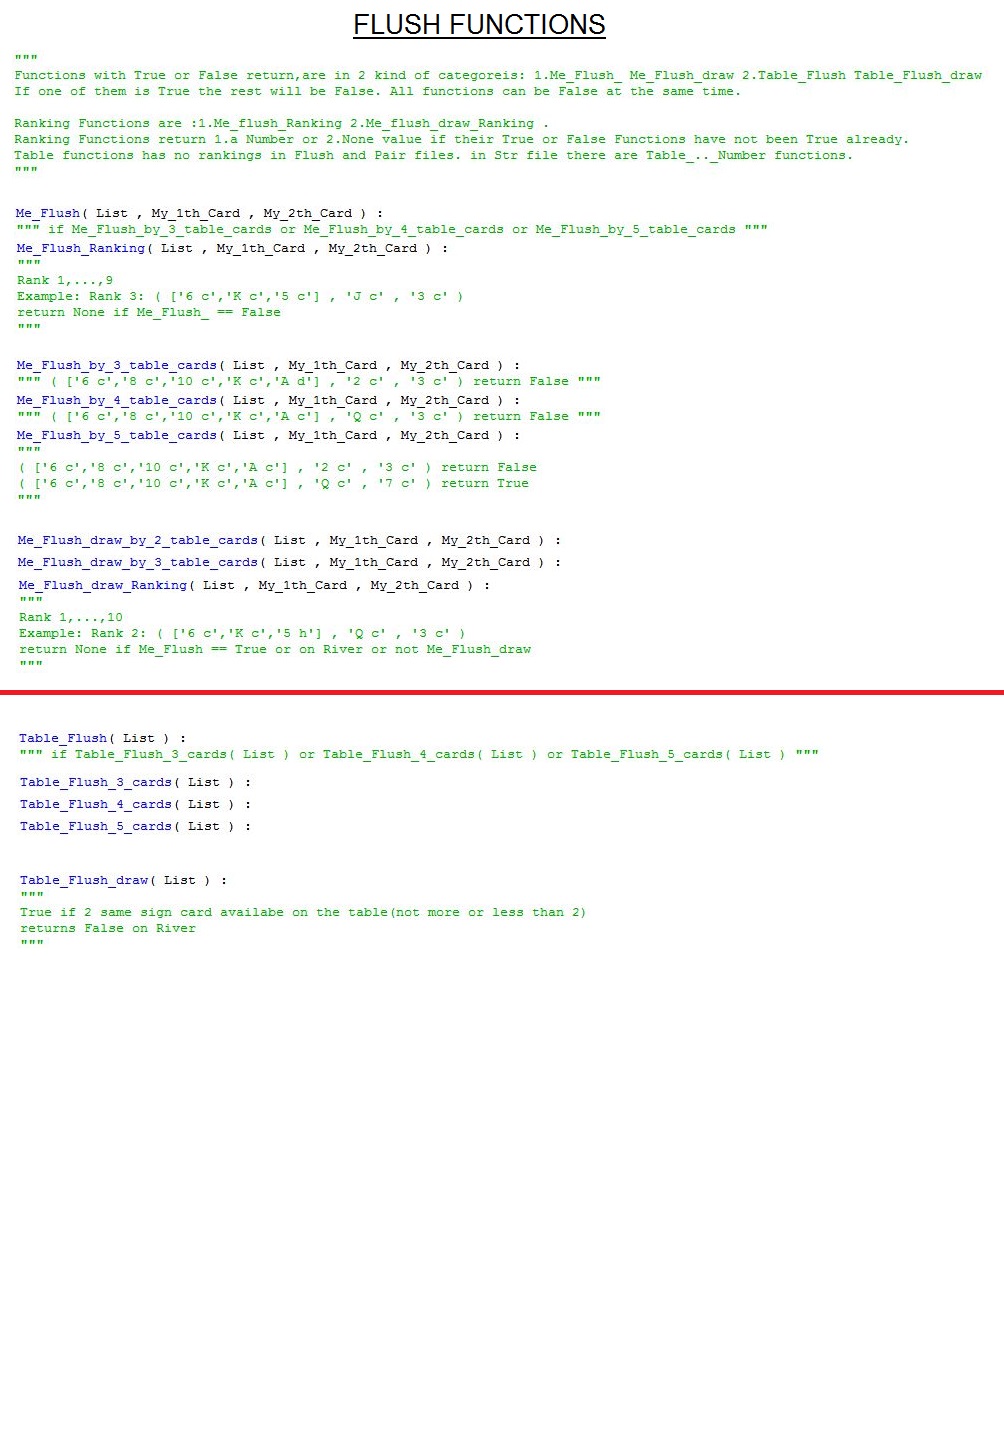 FLUSH FUNCTIONS
"""
Functions with True or False return,are in 2 kind of categoreis: 1.Me_Flush_ Me_Flush_draw 2.Table_Flush Table_Flush_draw
If one of them is True the rest will be False. All functions can be False at the same time.
Ranking Functions are :1.Me_flush_Ranking 2.Me_flush_draw_Ranking .
Ranking Functions return 1.a Number or 2.None value if their True or False Functions have not been True already.
Table functions has no rankings in Flush and Pair files. in Str file there are Table_.._Number functions.
"""
Me_Flush( List , My_1th_Card , My_2th_Card ) :
""" if Me_Flush_by_3_table_cards or Me_Flush_by_4_table_cards or Me_Flush_by_5_table_cards """
Me_Flush_Ranking( List , My_1th_Card , My_2th_Card ) :
"""
Rank 1,...,9
Example: Rank 3: ( ['6 c','K c','5 c'] , 'J c' , '3 c' )
return None if Me_Flush_ == False
"""
Me_Flush_by_3_table_cards( List , My_1th_Card , My_2th_Card ) :
""" ( ['6 c','8 c','10 c','K c','A d'] , '2 c' , '3 c' ) return False """
Me_Flush_by_4_table_cards( List , My_1th_Card , My_2th_Card ) :
""" ( ['6 c','8 c','10 c','K c','A c'] , 'Q c' , '3 c' ) return False """
Me_Flush_by_5_table_cards( List , My_1th_Card , My_2th_Card ) :
"""
( ['6 c','8 c','10 c','K c','A c'] , '2 c' , '3 c' ) return False
( ['6 c','8 c','10 c','K c','A c'] , 'Q c' , '7 c' ) return True
"""
Me_Flush_draw_by_2_table_cards( List , My_1th_Card , My_2th_Card ) :
Me_Flush_draw_by_3_table_cards( List , My_1th_Card , My_2th_Card ) :
Me_Flush_draw_Ranking( List , My_1th_Card , My_2th_Card ) :
"""
Rank 1,...,10
Example: Rank 2: ( ['6 c','K c','5 h'] , 'Q c' , '3 c' )
return None if Me_Flush == True or on River or not Me_Flush_draw
"""
Table_Flush( List ) :
""" if Table_Flush_3_cards( List ) or Table_Flush_4_cards( List ) or Table_Flush_5_cards( List ) """
Table_Flush_3_cards( List ) :
Table_Flush_4_cards( List ) :
Table_Flush_5_cards( List ) :
Table_Flush_draw( List ) :
"""
True if 2 same sign card availabe on the table(not more or less than 2)
returns False on River
"""